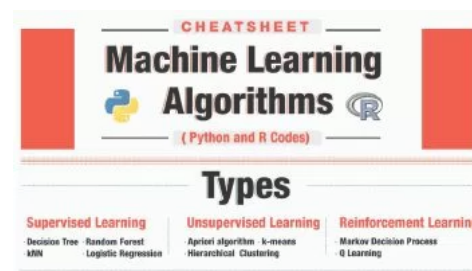 CHEATSHEET
Machine Learning
Algorithms
( Python and R Codes)
Types
Supervised Learning
· Decision Tree · Random Forest
· kNN · Logistic Regression
Unsupervised Learning
· Apriori algorithm · k-means
· Hierarchical Clustering
Reinforcement Learnin
· Markov Decision Process
· Q Learning